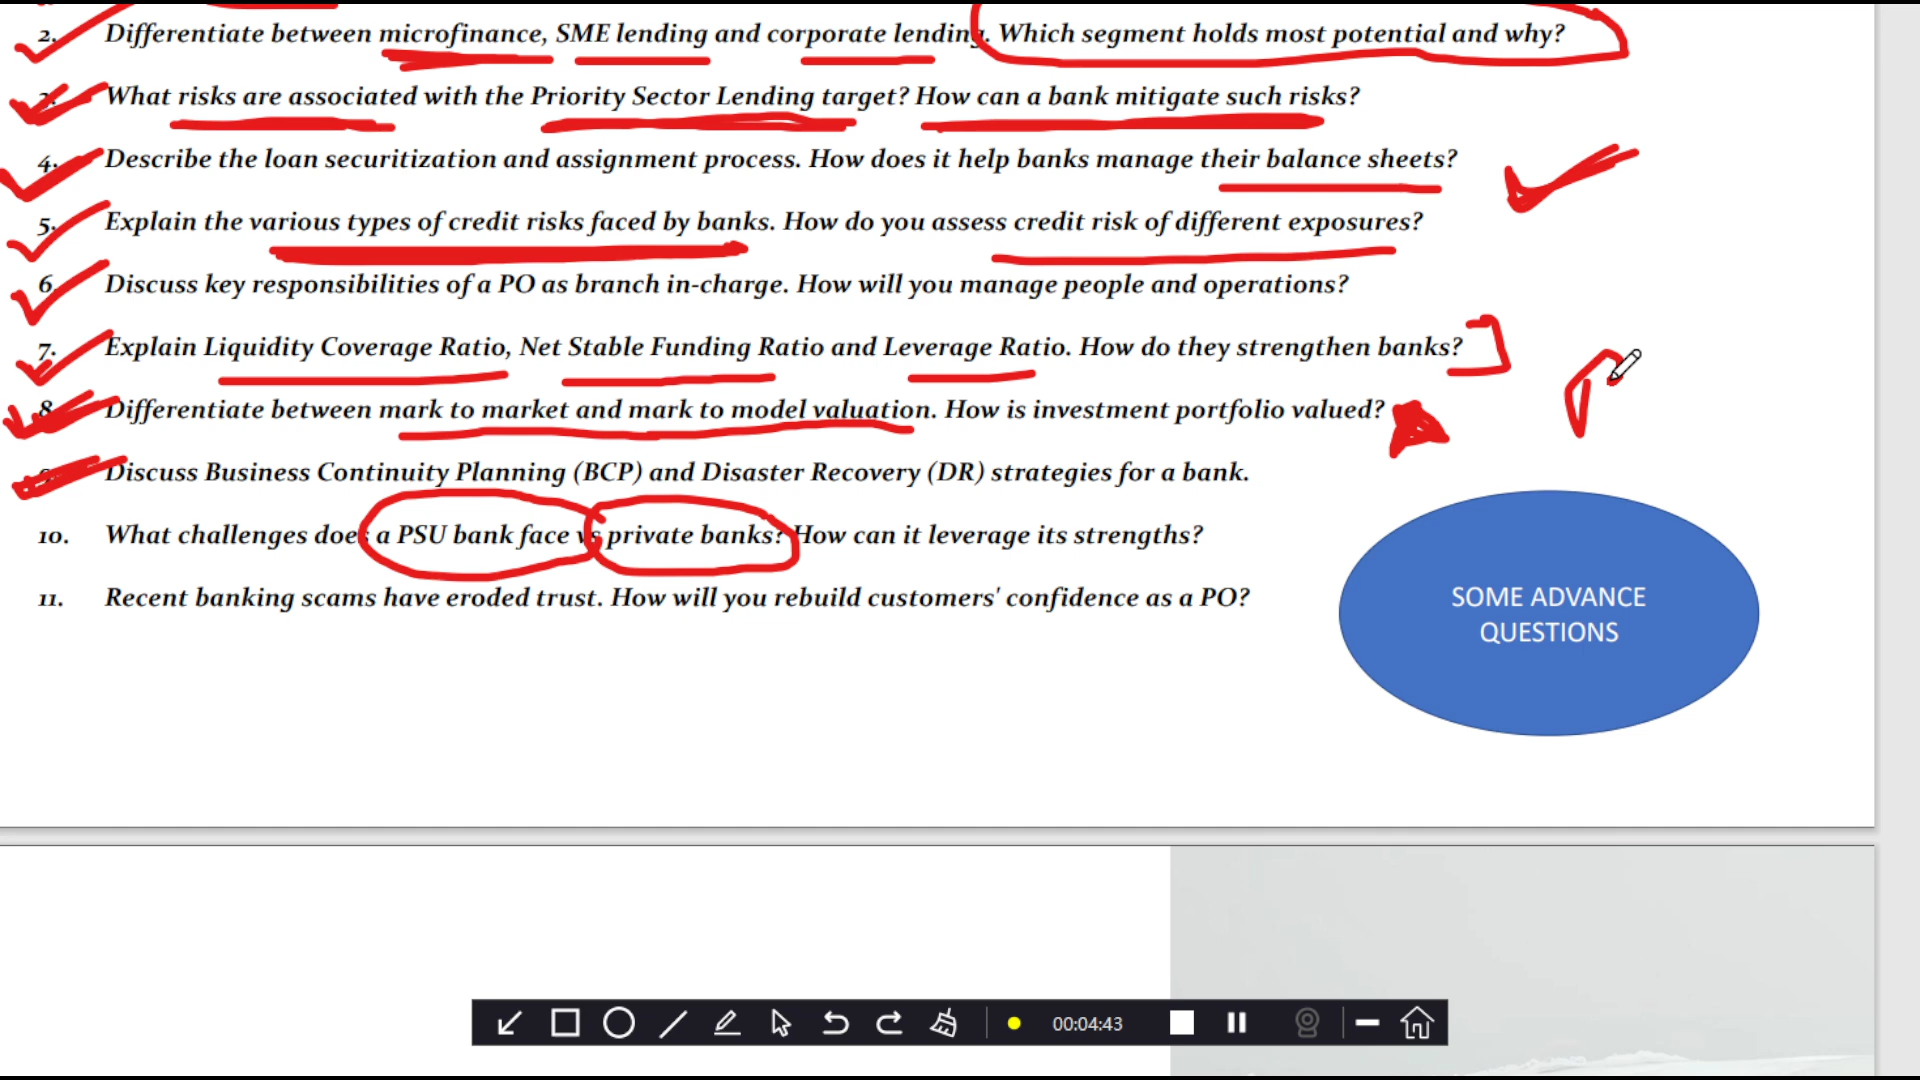 2. Differentiate between microfinance, SME lending and corporate lending. Which segment holds most potential and why?
3. What risks are associated with the Priority Sector Lending target? How can a bank mitigate such risks?
4. Describe the loan securitization and assignment process. How does it help banks manage their balance sheets?
5. Explain the various types of credit risks faced by banks. How do you assess credit risk of different exposures?
6. Discuss key responsibilities of a PO as branch in-charge. How will you manage people and operations?
7. Explain Liquidity Coverage Ratio, Net Stable Funding Ratio and Leverage Ratio. How do they strengthen banks?
8. Differentiate between mark to market and mark to model valuation. How is investment portfolio valued?
Discuss Business Continuity Planning (BCP) and Disaster Recovery (DR) strategies for a bank.
10. What challenges does a PSU bank face vs private banks? How can it leverage its strengths?
11. Recent banking scams have eroded trust. How will you rebuild customers' confidence as a PO?
SOME ADVANCE
QUESTIONS
00:04:43